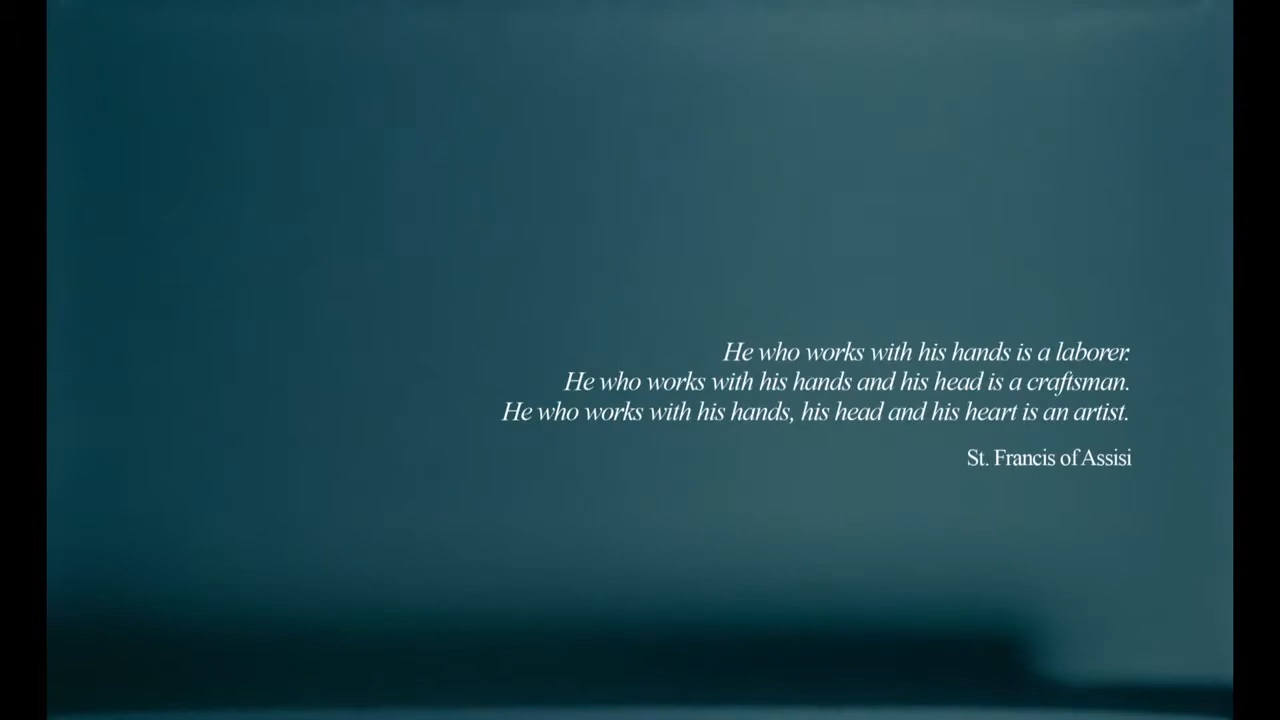 He who works with his hands is a laborer.
He who works with his hands and his head is a craftsman.
He who works with his hands, his head and his heart is an artist.
St. Francis of Assisi